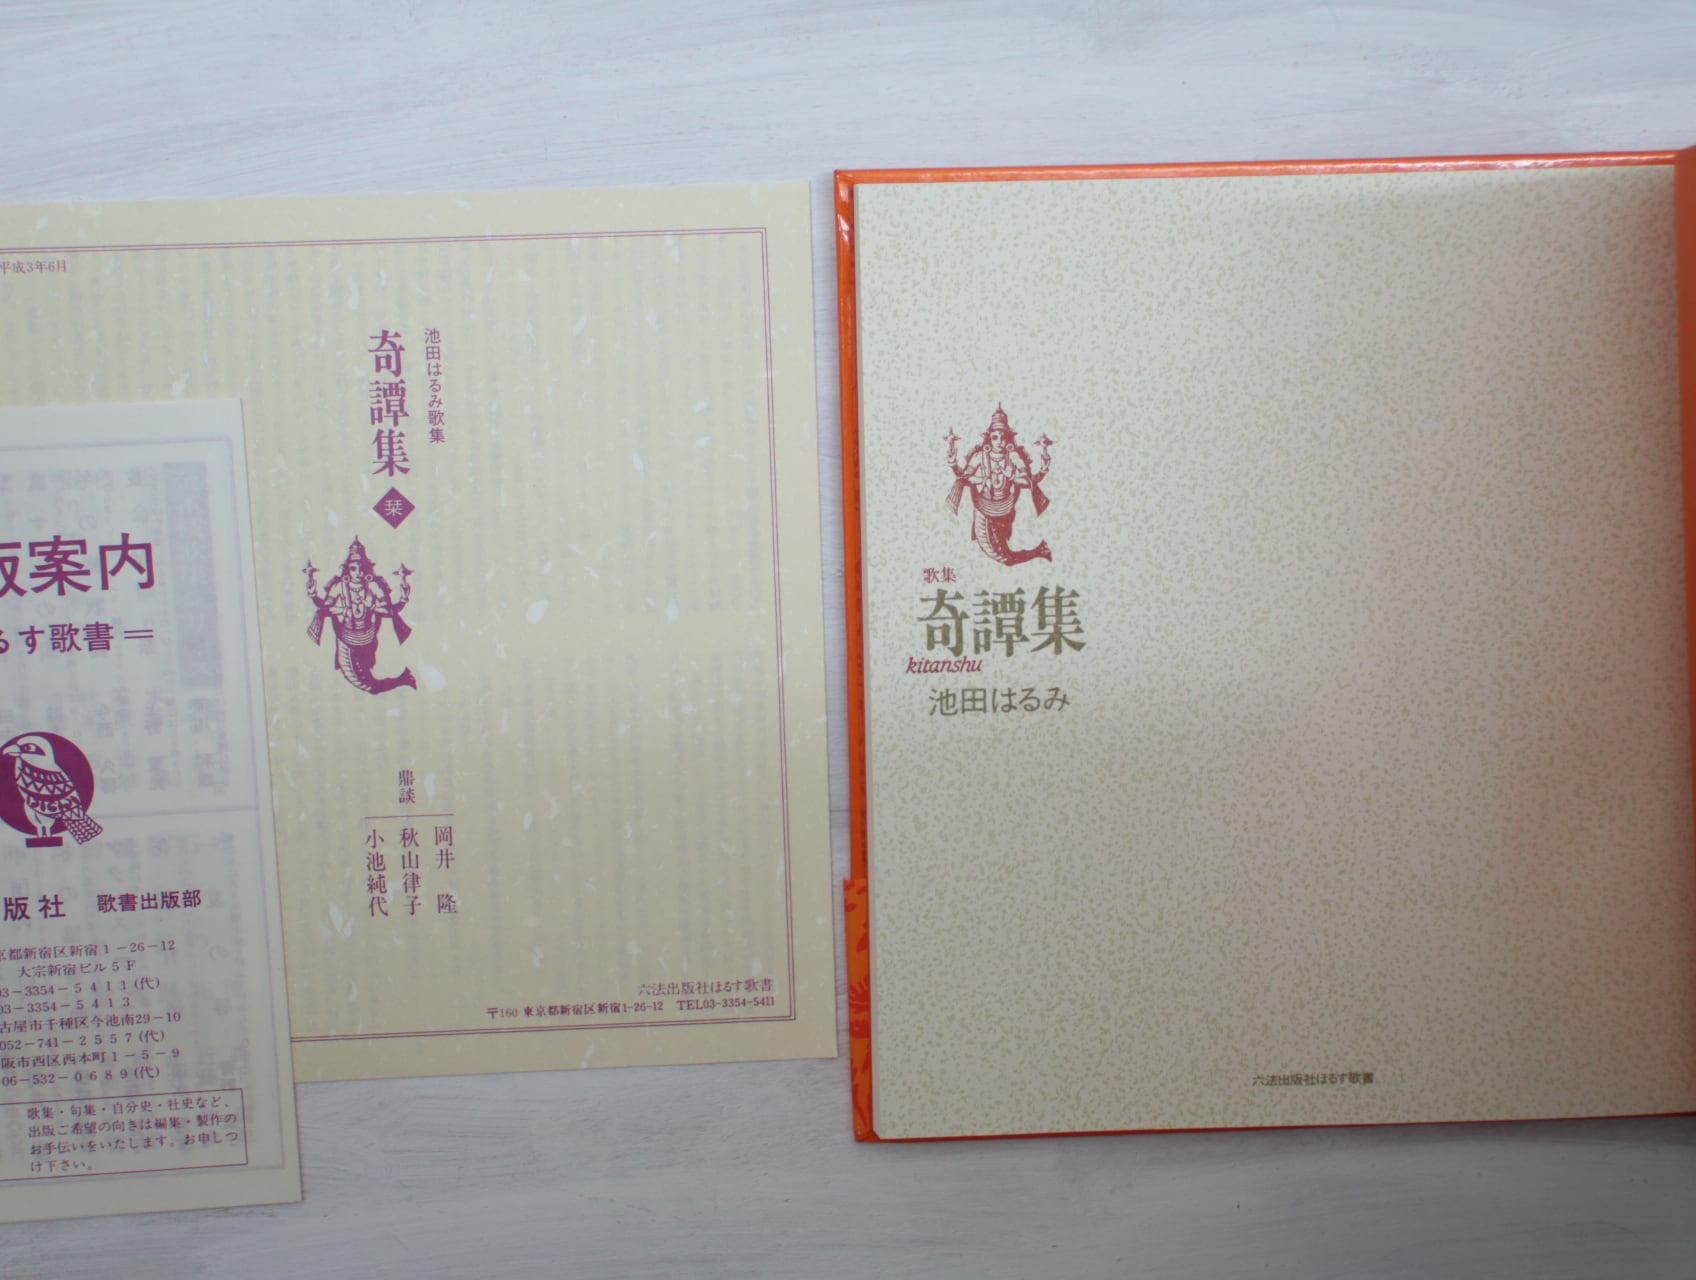 平成3年6月
池田はるみ歌集
奇譚集
栞
鼎談
岡井 隆
秋山律子
小池純代
六法出版社ほるす歌書
〒160 東京都新宿区新宿1-26-12 TEL03-3354-5411
版案内
るす歌書＝
版社 歌書出版部
京都新宿区新宿1-26-12
大宗新宿ビル5F
03-3354-5411(代)
03-3354-5413
古屋市千種区今池南29-10
052-741-2557(代)
阪市西区西本町1-5-9
06-532-0689(代)
歌集・句集・自分史・社史など、
出版ご希望の向きは編集・製作の
お手伝いをいたします。お申しつ
け下さい。
歌集
奇譚集
kitanshu
池田はるみ
六法出版社ほるす歌書